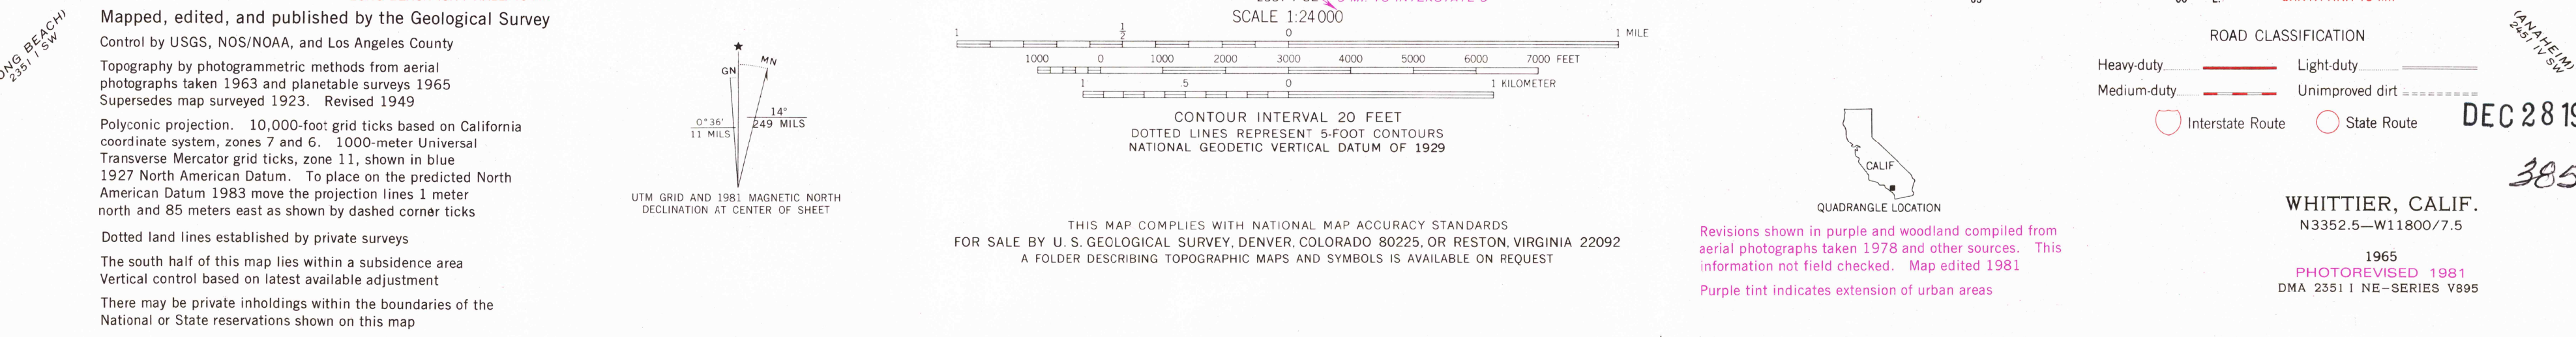 Mapped, edited, and published by the Geological Survey
Control by USGS, NOS/NOAA, and Los Angeles County
Topography by photogrammetric methods from aerial
photographs taken 1963 and planetable surveys 1965
Supersedes map surveyed 1923. Revised 1949
Polyconic projection. 10,000-foot grid ticks based on California
coordinate system, zones 7 and 6. 1000-meter Universal
Transverse Mercator grid ticks, zone 11, shown in blue
1927 North American Datum. To place on the predicted North
American Datum 1983 move the projection lines 1 meter
north and 85 meters east as shown by dashed corner ticks
Dotted land lines established by private surveys
The south half of this map lies within a subsidence area
Vertical control based on latest available adjustment
There may be private inholdings within the boundaries of the
National or State reservations shown on this map
BEACH)
2351 I SW
GN
MN
0°36'
11 MILS
14°
249 MILS
UTM GRID AND 1981 MAGNETIC NORTH
DECLINATION AT CENTER OF SHEET
SCALE 1:24 000
1 ½ 0 1 MILE
1000 0 1000 2000 3000 4000 5000 6000 7000 FEET
1 .5 0 1 KILOMETER
CONTOUR INTERVAL 20 FEET
DOTTED LINES REPRESENT 5-FOOT CONTOURS
NATIONAL GEODETIC VERTICAL DATUM OF 1929
THIS MAP COMPLIES WITH NATIONAL MAP ACCURACY STANDARDS
FOR SALE BY U. S. GEOLOGICAL SURVEY, DENVER, COLORADO 80225, OR RESTON, VIRGINIA 22092
A FOLDER DESCRIBING TOPOGRAPHIC MAPS AND SYMBOLS IS AVAILABLE ON REQUEST
CALIF
QUADRANGLE LOCATION
Revisions shown in purple and woodland compiled from
aerial photographs taken 1978 and other sources. This
information not field checked. Map edited 1981
Purple tint indicates extension of urban areas
ROAD CLASSIFICATION
Heavy-duty Light-duty
Medium-duty Unimproved dirt
Interstate Route State Route
(ANAHEIM)
2451 IV SW
DEC 28 19
385
WHITTIER, CALIF.
N3352.5—W11800/7.5
1965
PHOTOREVISED 1981
DMA 2351 I NE-SERIES V895